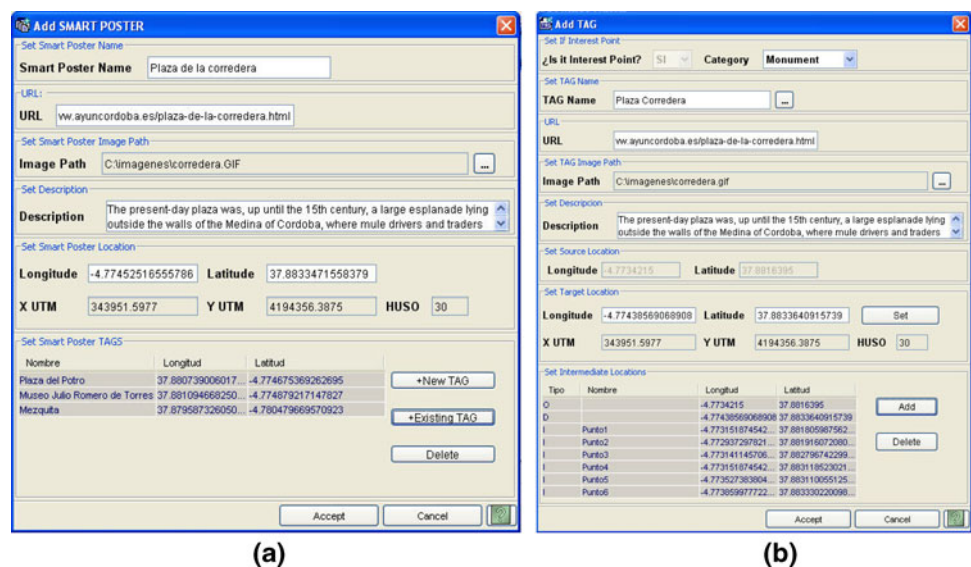 Add SMART POSTER
Set Smart Poster Name
Smart Poster Name Plaza de la corredera
URL:
URL vw.ayuncordoba.es/plaza-de-la-corredera.html
Set Smart Poster Image Path
Image Path C:\imagenes\corredera.GIF ...
Set Description
Description The present-day plaza was, up until the 15th century, a large esplanade lying
outside the walls of the Medina of Cordoba, where mule drivers and traders
Set Smart Poster Location
Longitude -4.77452516555786 Latitude 37.8833471558379
X UTM 343951.5977 Y UTM 4194356.3875 HUSO 30
Set Smart Poster TAGS
Nombre Longitud Latitud
Plaza del Potro 37.880739006017... -4.774675369262695
Museo Julio Romero de Torres 37.881094668250... -4.774879217147827
Mezquita 37.879587326050... -4.780479669570923
+New TAG
+Existing TAG
Delete
Accept Cancel
(a)
Add TAG
Set If Interest Point
¿Is it Interest Point? SI Category Monument
Set TAG Name
TAG Name Plaza Corredera ...
URL
URL vw.ayuncordoba.es/plaza-de-la-corredera.html
Set TAG Image Path
Image Path C:\imagenes\corredera.gif ...
Set Descripcion
Description The present-day plaza was, up until the 15th century, a large esplanade lying
outside the walls of the Medina of Cordoba, where mule drivers and traders
Set Source Location
Longitude -4.7734215 Latitude 37.8816395
Set Target Location
Longitude -4.77438569068908 Latitude 37.8833640915739 Set
X UTM 343951.5977 Y UTM 4194356.3875 HUSO 30
Set Intermediate Locations
Tipo Nombre Longitud Latitud
O -4.7734215 37.8816395
D -4.77438569068908 37.8833640915739
I Punto1 -4.773151874542... 37.881805987562...
I Punto2 -4.772937297821... 37.881916072080...
I Punto3 -4.773141145706... 37.882796742299...
I Punto4 -4.773151874542... 37.883118523021...
I Punto5 -4.773527383804... 37.883110055125...
I Punto6 -4.773859977722... 37.883330220098...
Add
Delete
Accept Cancel
(b)